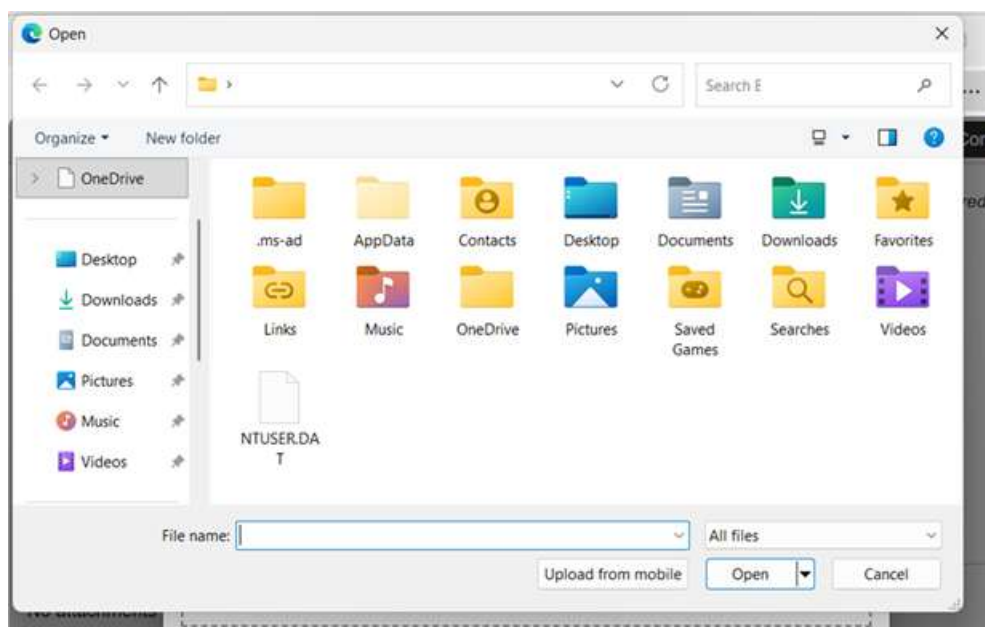 Open
Search E
Organize
New folder
OneDrive
Desktop
Downloads
Documents
Pictures
Music
Videos
.ms-ad
AppData
Contacts
Desktop
Documents
Downloads
Favorites
Links
Music
OneDrive
Pictures
Saved
Games
Searches
Videos
NTUSER.DA
T
File name:
All files
Upload from mobile
Open
Cancel
No attachments